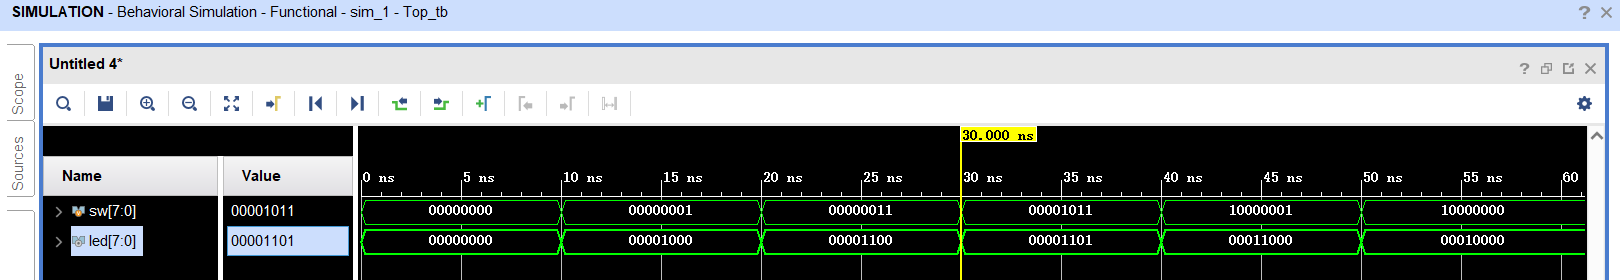 SIMULATION - Behavioral Simulation - Functional - sim_1 - Top_tb
? ×
Scope
Sources
Untitled 4*
?
30.000 ns
Name Value
0 ns 5 ns 10 ns 15 ns 20 ns 25 ns 30 ns 35 ns 40 ns 45 ns 50 ns 55 ns 60
sw[7:0] 00001011 00000000 00000001 00000011 00001011 10000001 10000000
led[7:0] 00001101 00000000 00001000 00001100 00001101 00011000 00010000